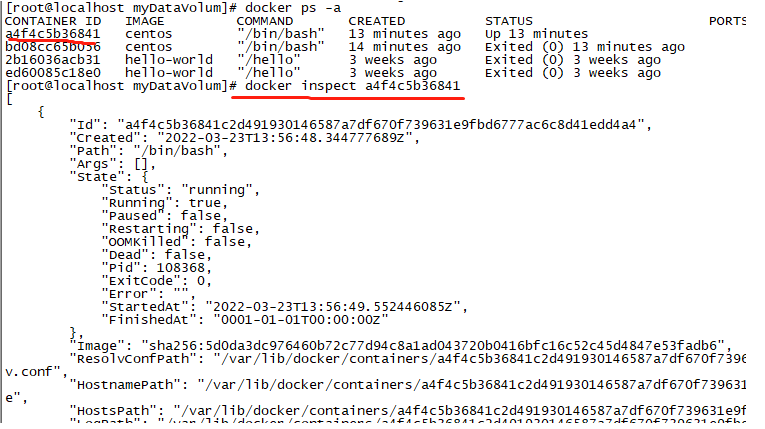 [root@localhost myDataVolum]# docker ps -a
CONTAINER ID   IMAGE         COMMAND       CREATED          STATUS                      PORTS
a4f4c5b36841   centos        "/bin/bash"   13 minutes ago   Up 13 minutes
bd08cc65b056   centos        "/bin/bash"   14 minutes ago   Exited (0) 13 minutes ago
2b16036acb31   hello-world   "/hello"      3 weeks ago      Exited (0) 3 weeks ago
ed60085c18e0   hello-world   "/hello"      3 weeks ago      Exited (0) 3 weeks ago
[root@localhost myDataVolum]# docker inspect a4f4c5b36841
[
    {
        "Id": "a4f4c5b36841c2d491930146587a7df670f739631e9fbd6777ac6c8d41edd4a4",
        "Created": "2022-03-23T13:56:48.344777689Z",
        "Path": "/bin/bash",
        "Args": [],
        "State": {
            "Status": "running",
            "Running": true,
            "Paused": false,
            "Restarting": false,
            "OOMKilled": false,
            "Dead": false,
            "Pid": 108368,
            "ExitCode": 0,
            "Error": "",
            "StartedAt": "2022-03-23T13:56:49.552446085Z",
            "FinishedAt": "0001-01-01T00:00:00Z"
        },
        "Image": "sha256:5d0da3dc976460b72c77d94c8a1ad043720b0416bfc16c52c45d4847e53fadb6",
        "ResolvConfPath": "/var/lib/docker/containers/a4f4c5b36841c2d491930146587a7df670f7396
v.conf",
        "HostnamePath": "/var/lib/docker/containers/a4f4c5b36841c2d491930146587a7df670f739631
e",
        "HostsPath": "/var/lib/docker/containers/a4f4c5b36841c2d491930146587a7df670f739631e9f